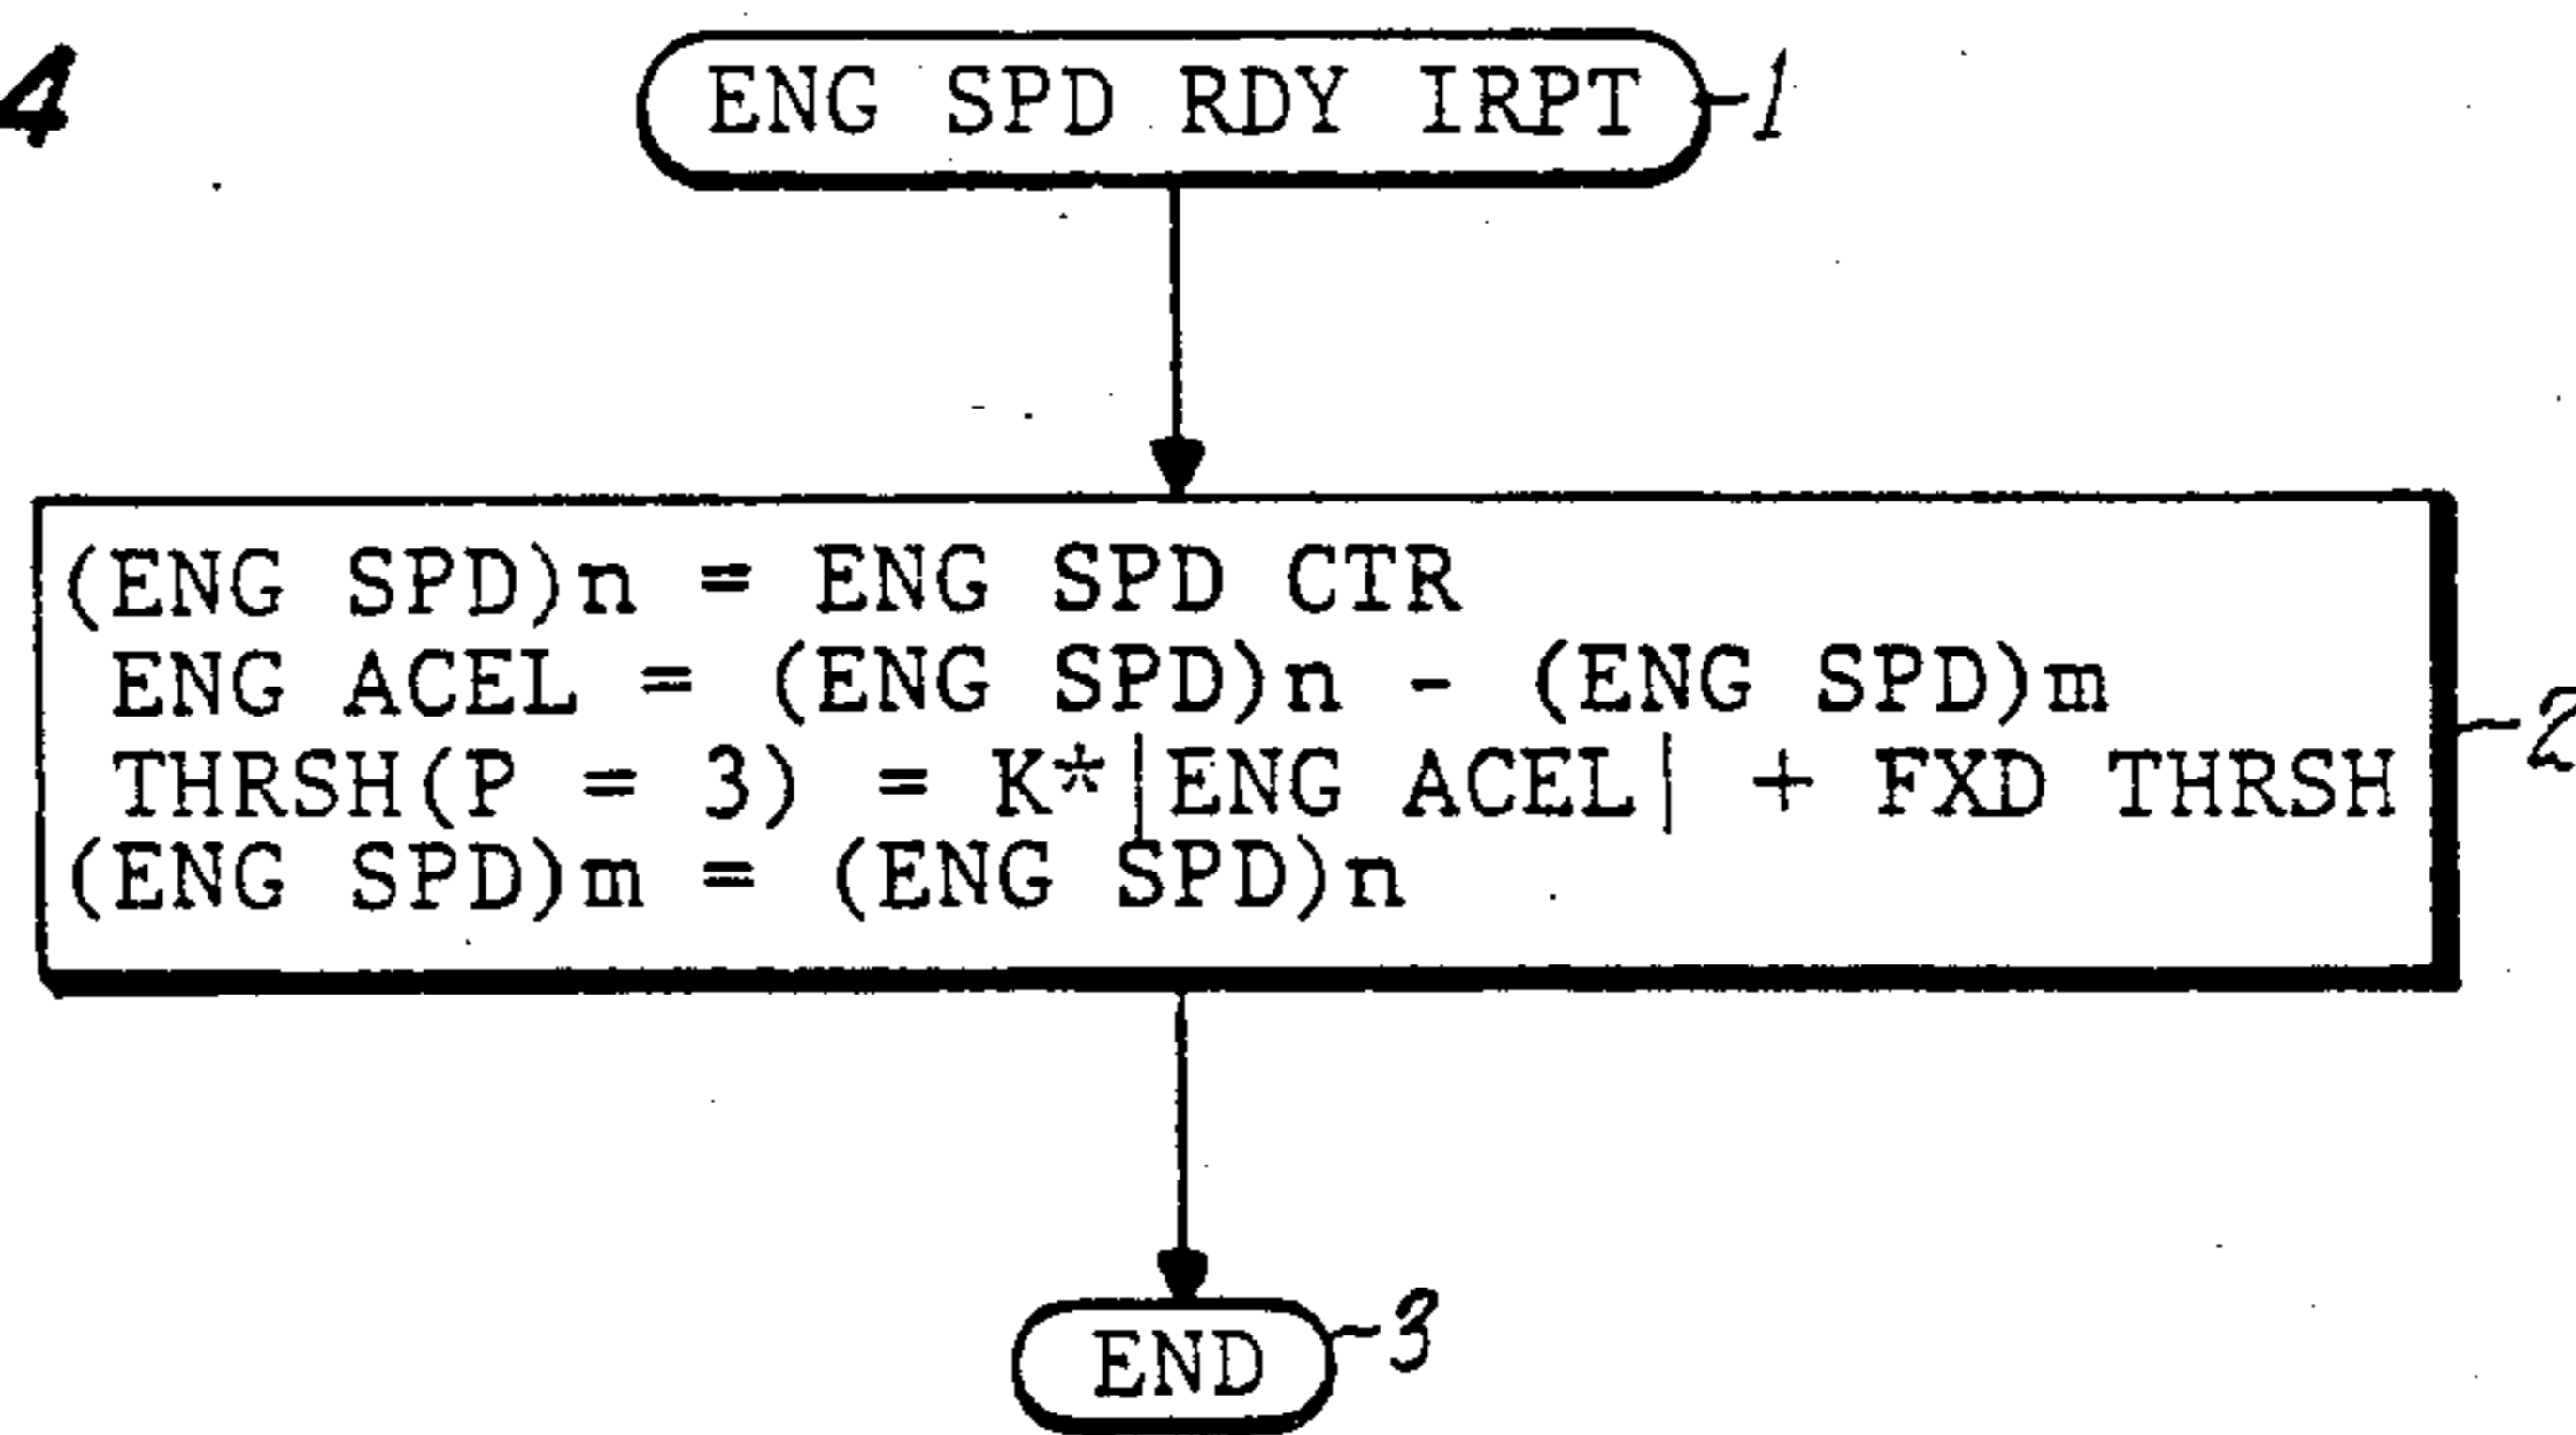 4
ENG SPD RDY IRPT 1
(ENG SPD)n = ENG SPD CTR
ENG ACEL = (ENG SPD)n - (ENG SPD)m
THRSH(P = 3) = K*|ENG ACEL| + FXD THRSH
(ENG SPD)m = (ENG SPD)n
2
END 3